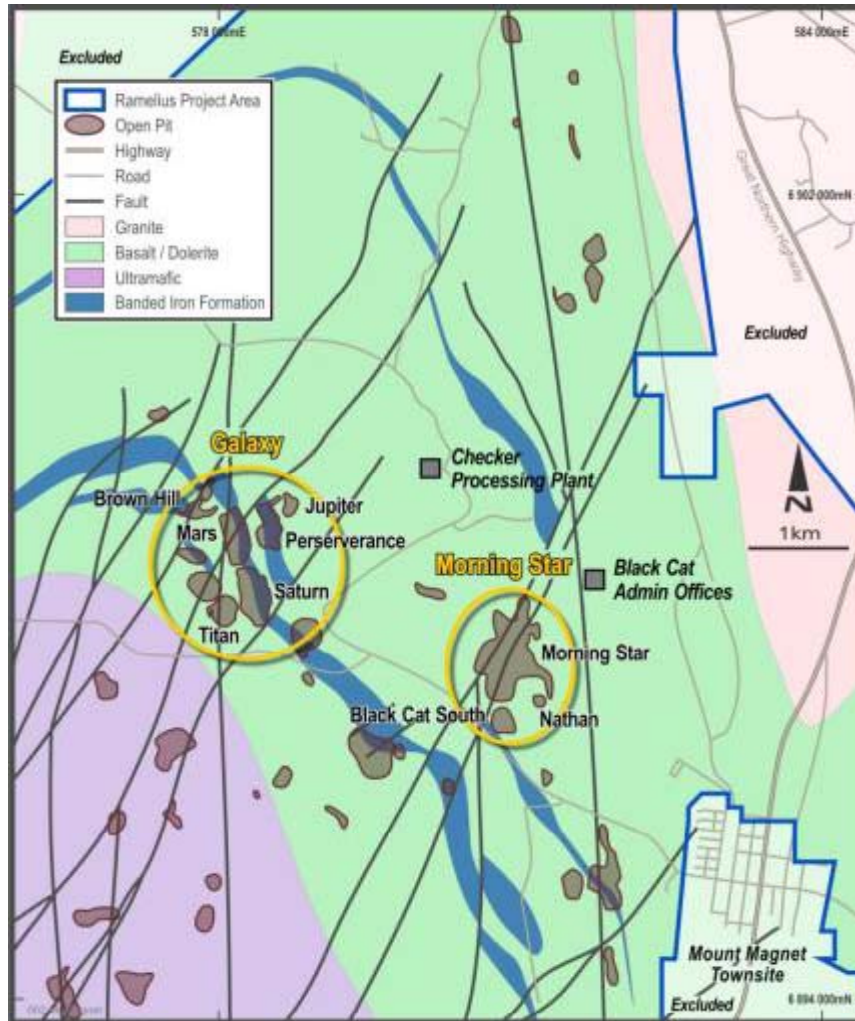 578 000mE
584 000mE
Excluded
Ramelius Project Area
Open Pit
Highway
Road
Fault
Granite
Basalt / Dolerite
Ultramafic
Banded Iron Formation
Great Northern Highway
6 902 000mN
Excluded
Galaxy
Checker
Processing Plant
N
1km
Brown Hill
Jupiter
Mars
Perserverance
Morning Star
Black Cat
Admin Offices
Saturn
Titan
Morning Star
Black Cat South
Nathan
Mount Magnet
Townsite
Excluded
6 894 000mN